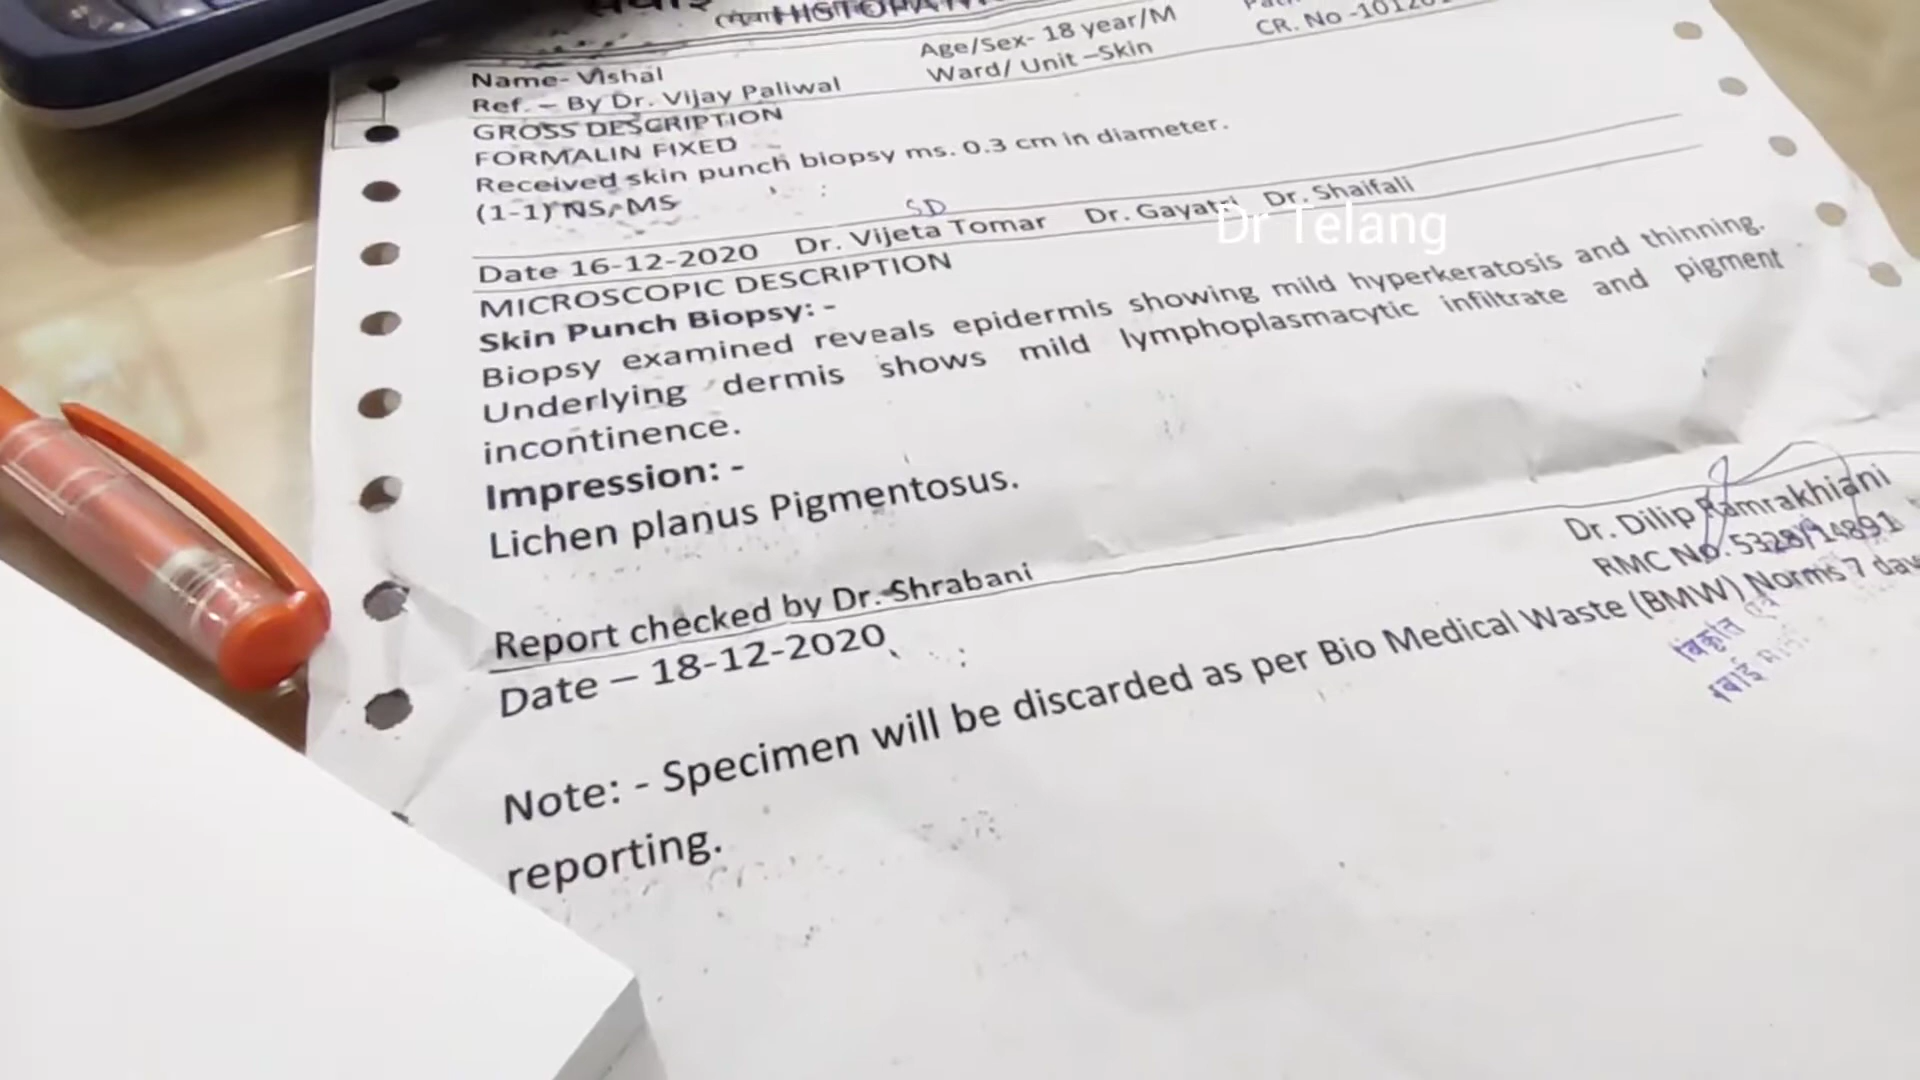 Name- Vishal
Age/Sex- 18 year/M
CR. No -101261
Ref. – By Dr. Vijay Paliwal
Ward/ Unit –Skin
GROSS DESCRIPTION
FORMALIN FIXED
Received skin punch biopsy ms. 0.3 cm in diameter.
(1-1) NS, MS
SD
Date 16-12-2020 Dr. Vijeta Tomar Dr. Gayatri Dr. Shaifali
Dr Telang
MICROSCOPIC DESCRIPTION
Skin Punch Biopsy: -
Biopsy examined reveals epidermis showing mild hyperkeratosis and thinning.
Underlying dermis shows mild lymphoplasmacytic infiltrate and pigment
incontinence.
Impression: -
Lichen planus Pigmentosus.
Dr. Dilip Ramrakhiani
RMC No. 5328/14891
Report checked by Dr. Shrabani
Date – 18-12-2020
Note: - Specimen will be discarded as per Bio Medical Waste (BMW) Norms 7 day
reporting.